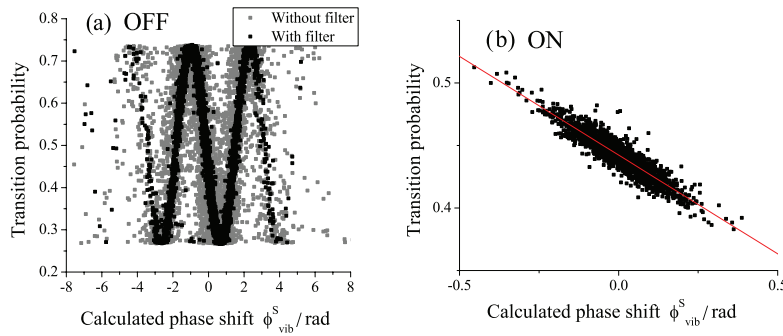 (a) OFF
Without filter
With filter
0.8
0.7
0.6
0.5
0.4
0.3
0.2
Transition probability
-8 -6 -4 -2 0 2 4 6 8
Calculated phase shift ϕ^S_vib/rad
(b) ON
0.5
0.4
Transition probability
-0.5 0.0 0.5
Calculated phase shift ϕ^S_vib/rad